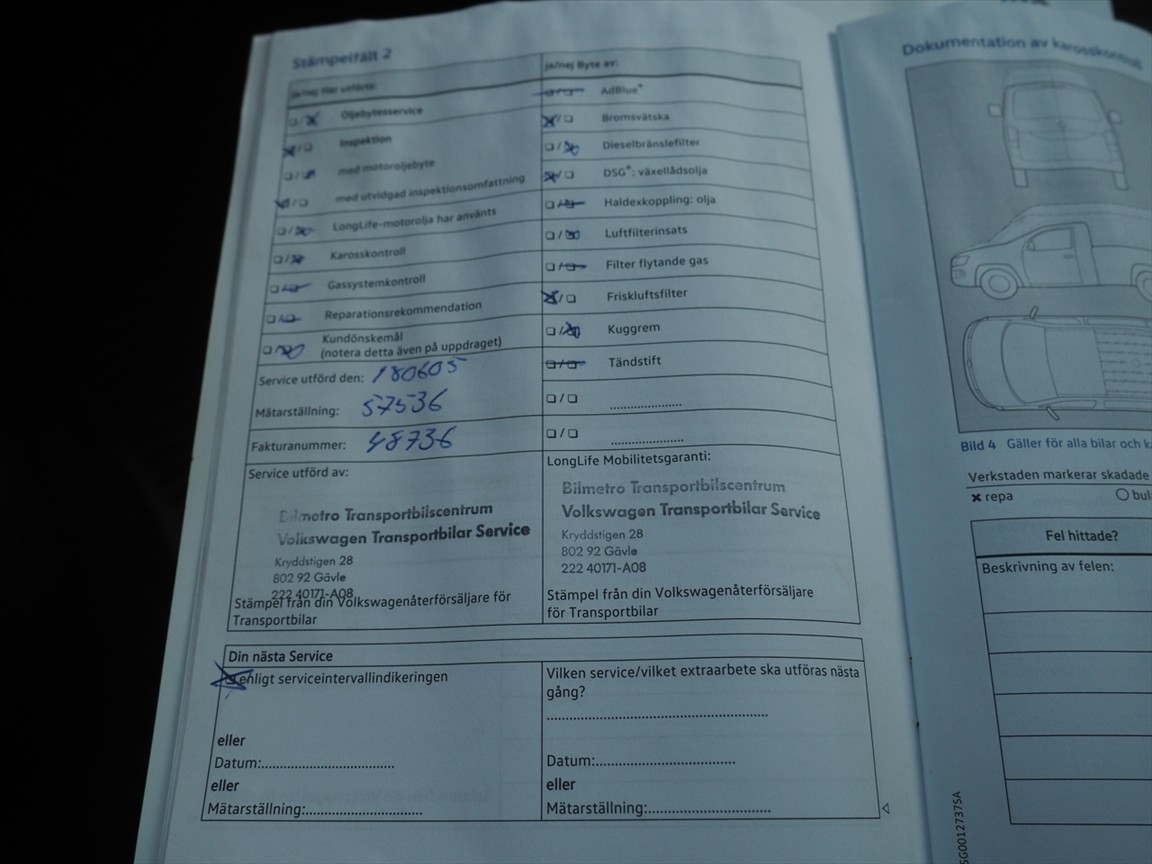 Stämpelfält 2
ja/nej Har utförts:
Oljebytesservice
Inspektion
med motoroljebyte
med utvidgad inspektionsomfattning
LongLife-motorolja har använts
Karosskontroll
Gassystemkontroll
Reparationsrekommendation
Kundönskemål
(notera detta även på uppdraget)
Service utförd den: 180605
Mätarställning: 57536
Fakturanummer: 48736
Service utförd av:
Bilmetro Transportbilscentrum
Volkswagen Transportbilar Service
Kryddstigen 28
802 92 Gävle
222 40171-A08
Stämpel från din Volkswagenåterförsäljare för
Transportbilar
ja/nej Byte av:
AdBlue®
Bromsvätska
Dieselbränslefilter
DSG®: växellådsolja
Haldexkoppling: olja
Luftfilterinsats
Filter flytande gas
Friskluftsfilter
Kuggrem
Tändstift
LongLife Mobilitetsgaranti:
Bilmetro Transportbilscentrum
Volkswagen Transportbilar Service
Kryddstigen 28
802 92 Gävle
222 40171-A08
Stämpel från din Volkswagenåterförsäljare
för Transportbilar
Din nästa Service
enligt serviceintervallindikeringen
eller
Datum:
eller
Mätarställning:
Vilken service/vilket extraarbete ska utföras nästa
gång?
Datum:
eller
Mätarställning:
Dokumentation av karosskontroll
Bild 4 Gäller för alla bilar och
Verkstaden markerar skadade
repa
Fel hittade?
Beskrivning av felen:
5G0012737SA